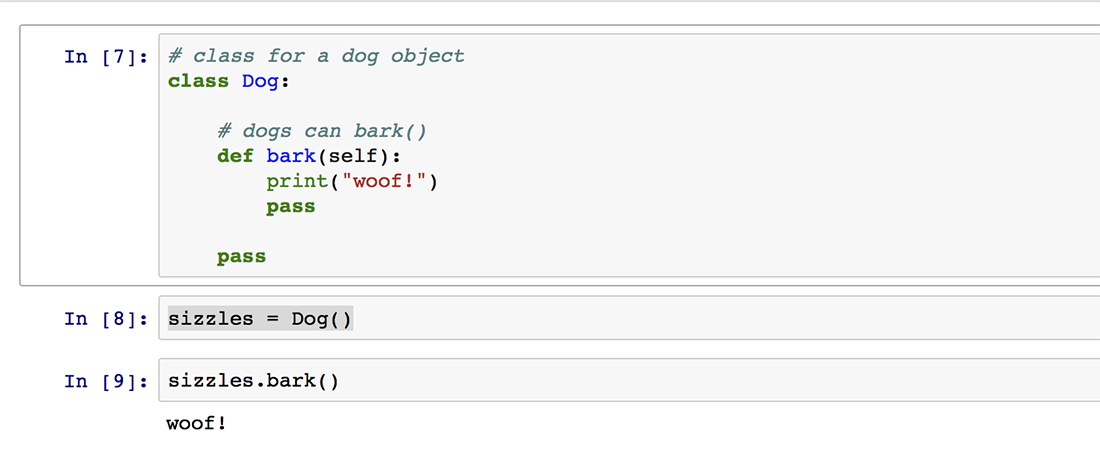 In [7]: # class for a dog object
class Dog:
# dogs can bark()
def bark(self):
print("woof!")
pass
pass
In [8]: sizzles = Dog()
In [9]: sizzles.bark()
woof!